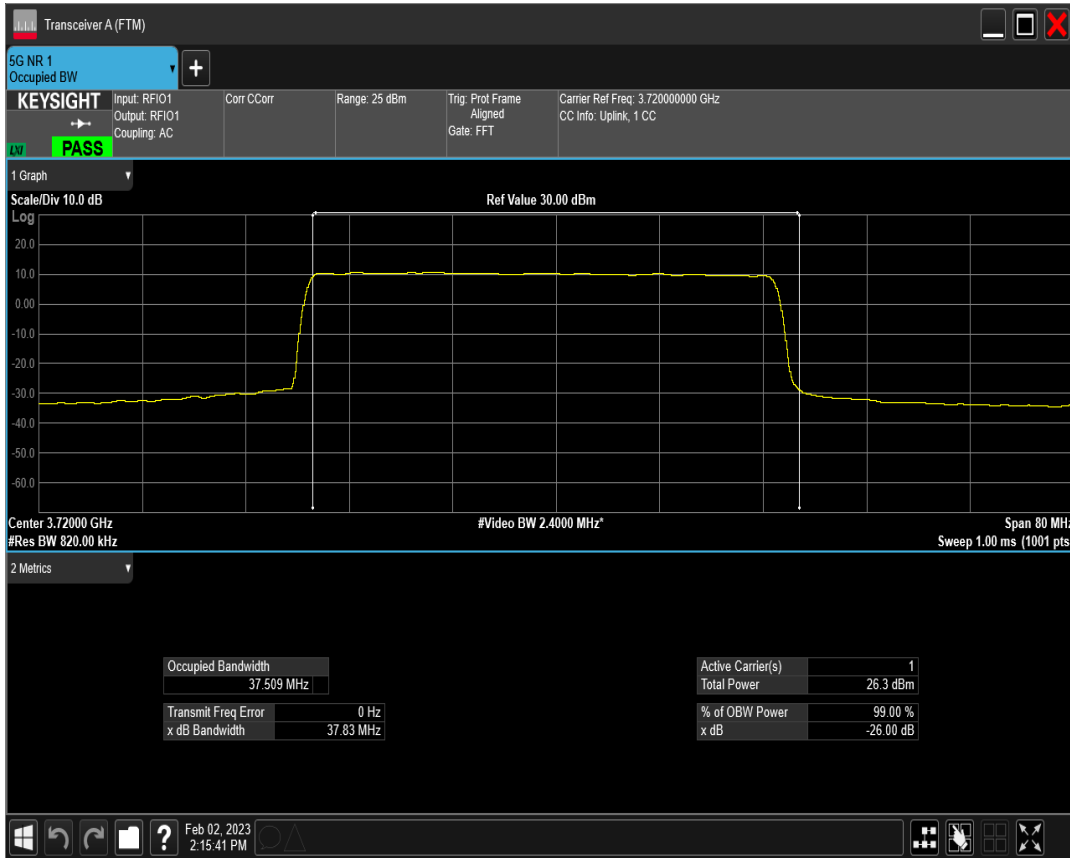 Transceiver A (FTM)
5G NR 1
Occupied BW
+
KEYSIGHT
Input: RFIO1
Output: RFIO1
Coupling: AC
Corr CCorr
Range: 25 dBm
Trig: Prot Frame
Aligned
Gate: FFT
Carrier Ref Freq: 3.720000000 GHz
CC Info: Uplink, 1 CC
LXI
PASS
1 Graph
Scale/Div 10.0 dB
Ref Value 30.00 dBm
Log
20.0
10.0
0.00
-10.0
-20.0
-30.0
-40.0
-50.0
-60.0
Center 3.72000 GHz
#Video BW 2.4000 MHz*
Span 80 MHz
#Res BW 820.00 kHz
Sweep 1.00 ms (1001 pts
2 Metrics
Occupied Bandwidth
37.509 MHz
Transmit Freq Error 0 Hz
x dB Bandwidth 37.83 MHz
Active Carrier(s) 1
Total Power 26.3 dBm
% of OBW Power 99.00 %
x dB -26.00 dB
?
Feb 02, 2023
2:15:41 PM